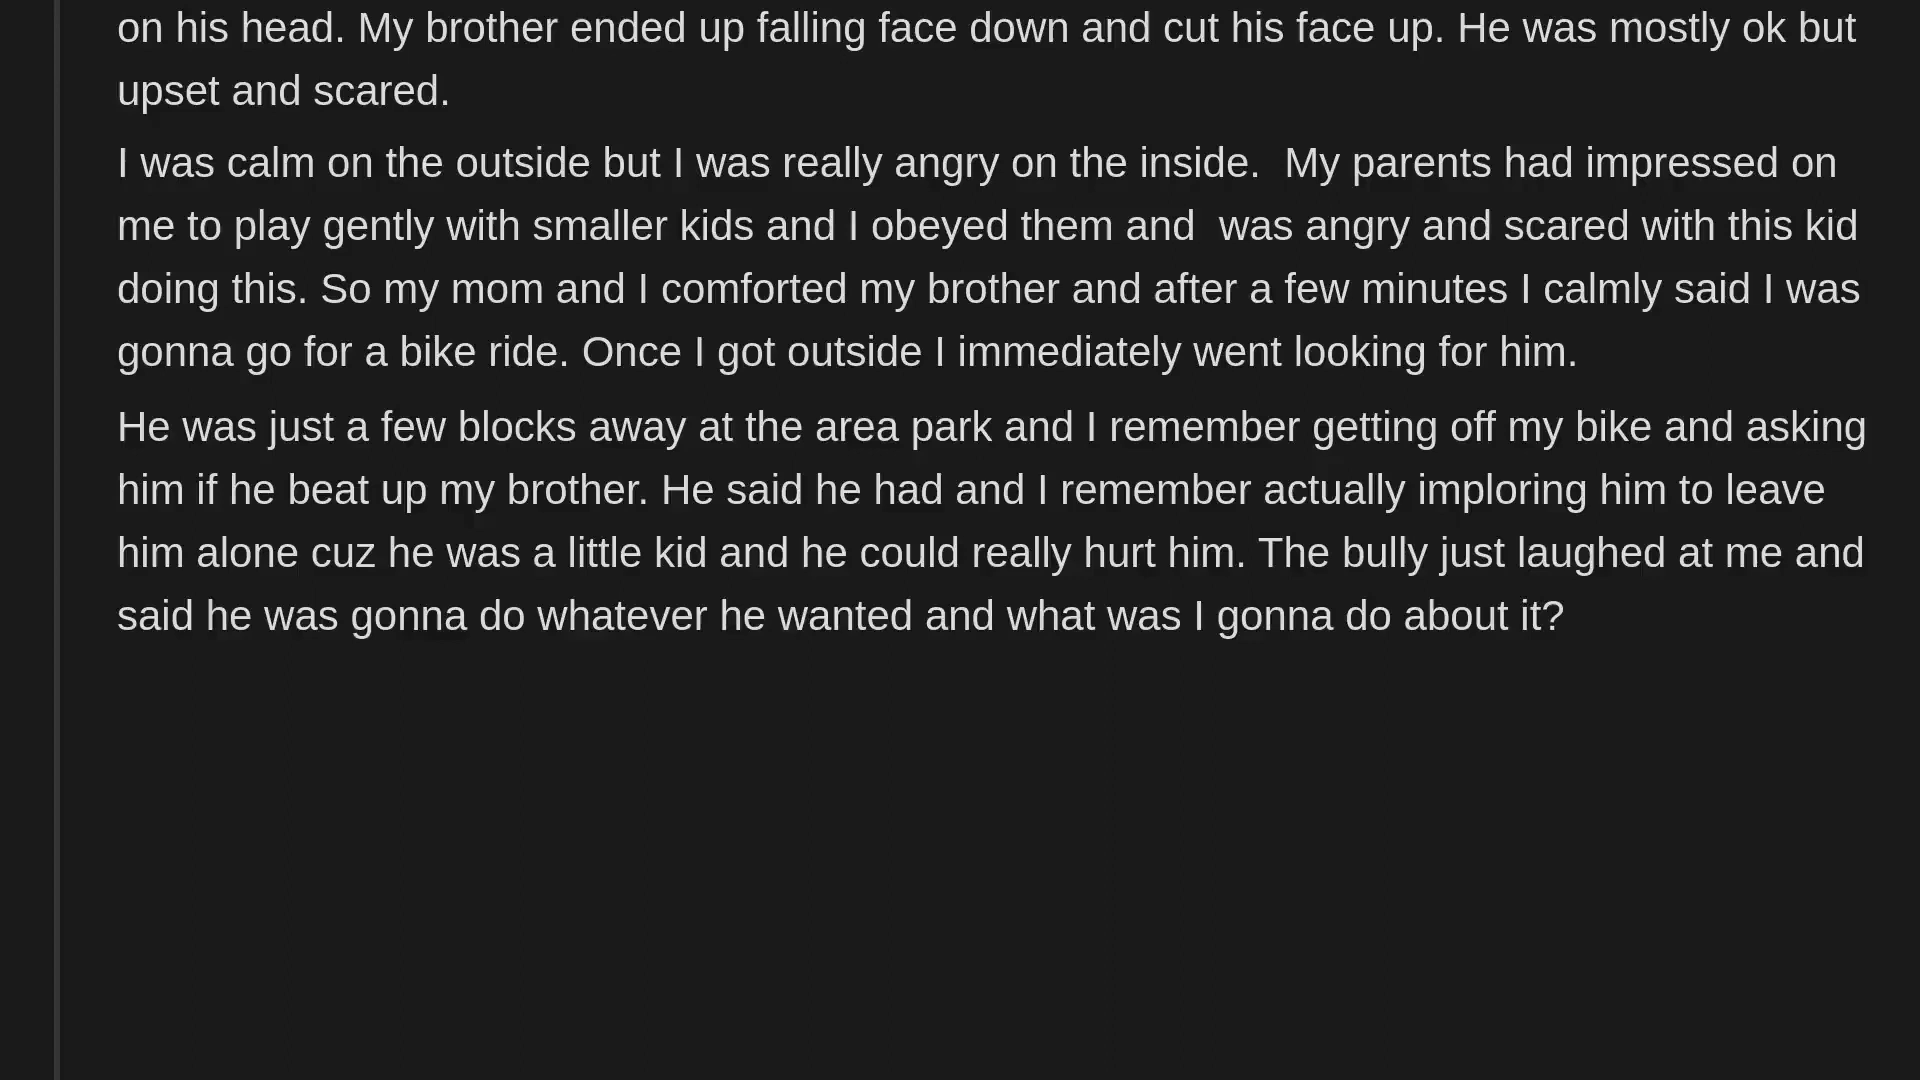 on his head. My brother ended up falling face down and cut his face up. He was mostly ok but
upset and scared.
I was calm on the outside but I was really angry on the inside.  My parents had impressed on
me to play gently with smaller kids and I obeyed them and  was angry and scared with this kid
doing this. So my mom and I comforted my brother and after a few minutes I calmly said I was
gonna go for a bike ride. Once I got outside I immediately went looking for him.
He was just a few blocks away at the area park and I remember getting off my bike and asking
him if he beat up my brother. He said he had and I remember actually imploring him to leave
him alone cuz he was a little kid and he could really hurt him. The bully just laughed at me and
said he was gonna do whatever he wanted and what was I gonna do about it?